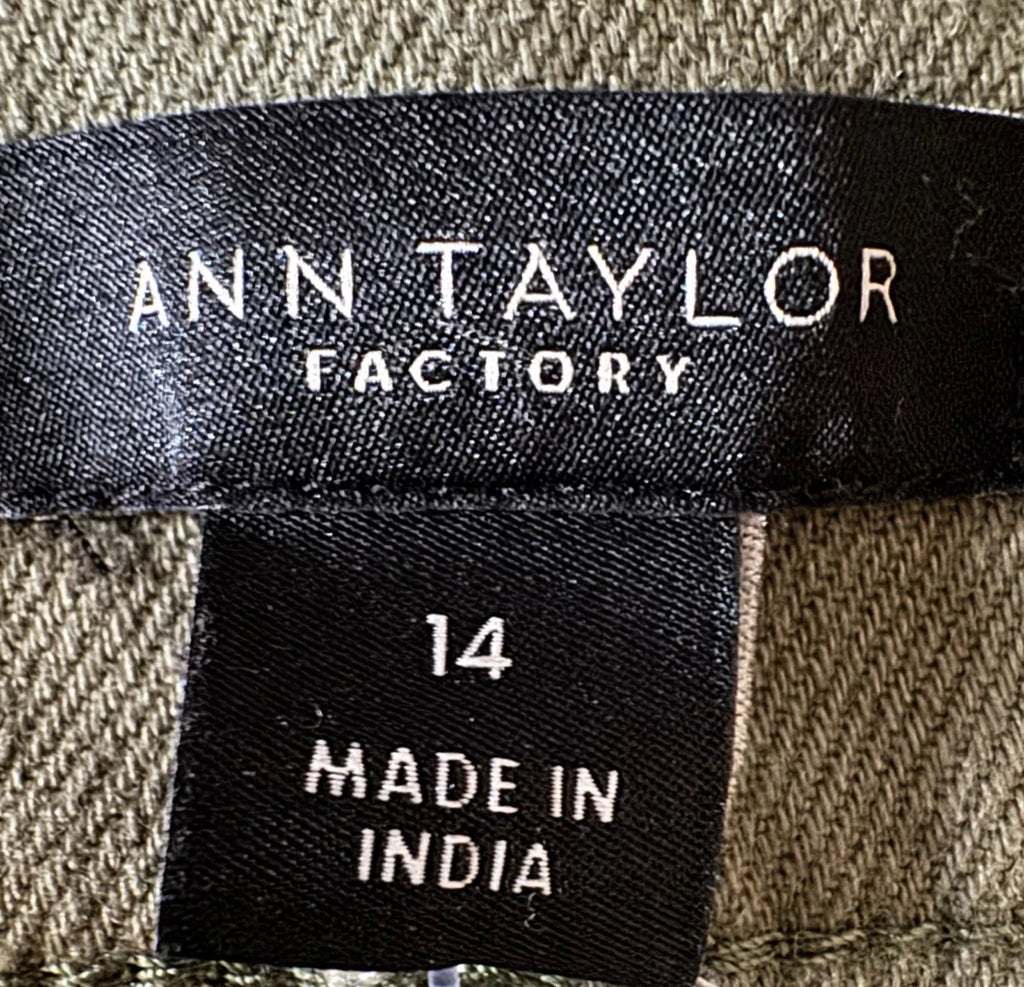 ANN TAYLOR
FACTORY
14
MADE IN
INDIA